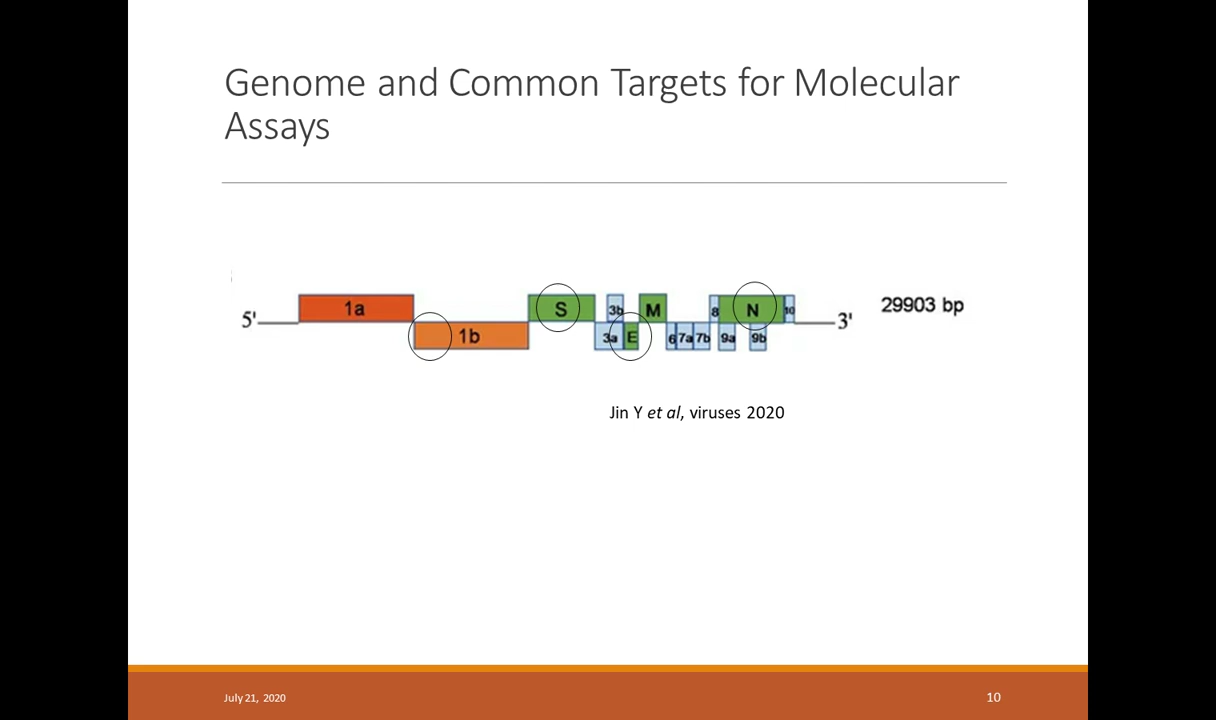 Genome and Common Targets for Molecular
Assays
5' 1a S 3b M 8 N 10 3' 29903 bp
1b 3a E 6 7a 7b 9a 9b
Jin Y et al, viruses 2020
July 21, 2020 10